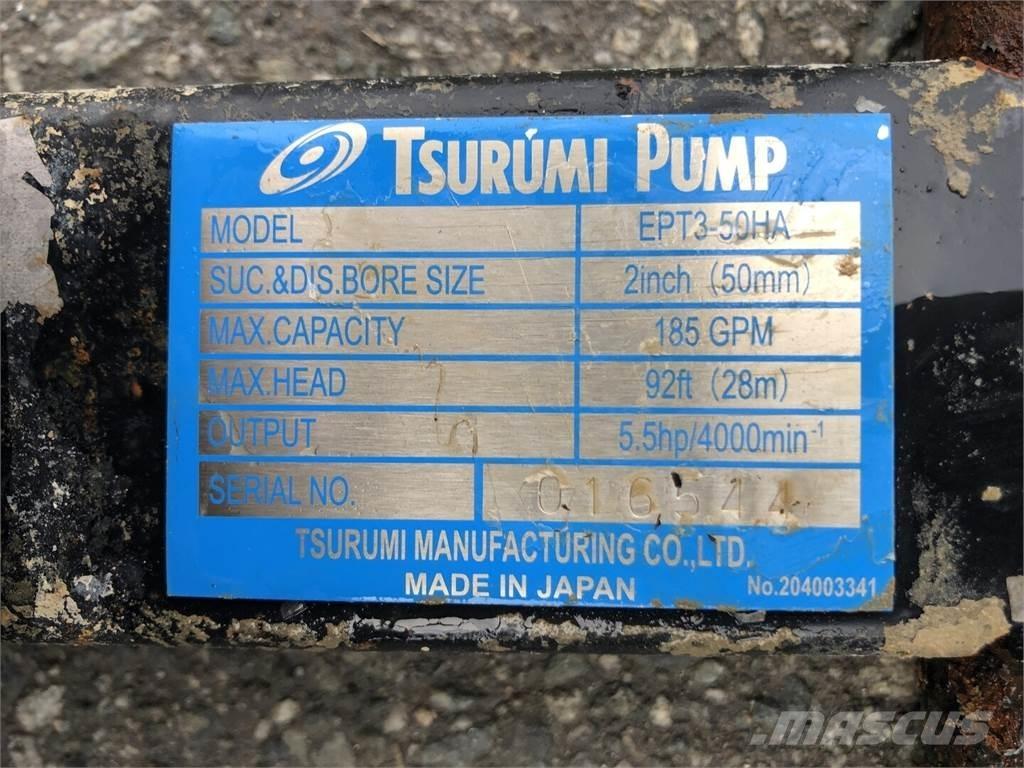 TSURUMI PUMP
MODEL EPT3-50HA
SUC.&DIS.BORE SIZE 2inch (50mm)
MAX.CAPACITY 185 GPM
MAX.HEAD 92ft (28m)
OUTPUT 5.5hp/4000min⁻¹
SERIAL NO. 016544
TSURUMI MANUFACTURING CO.,LTD.
MADE IN JAPAN No.204003341
MASCUS